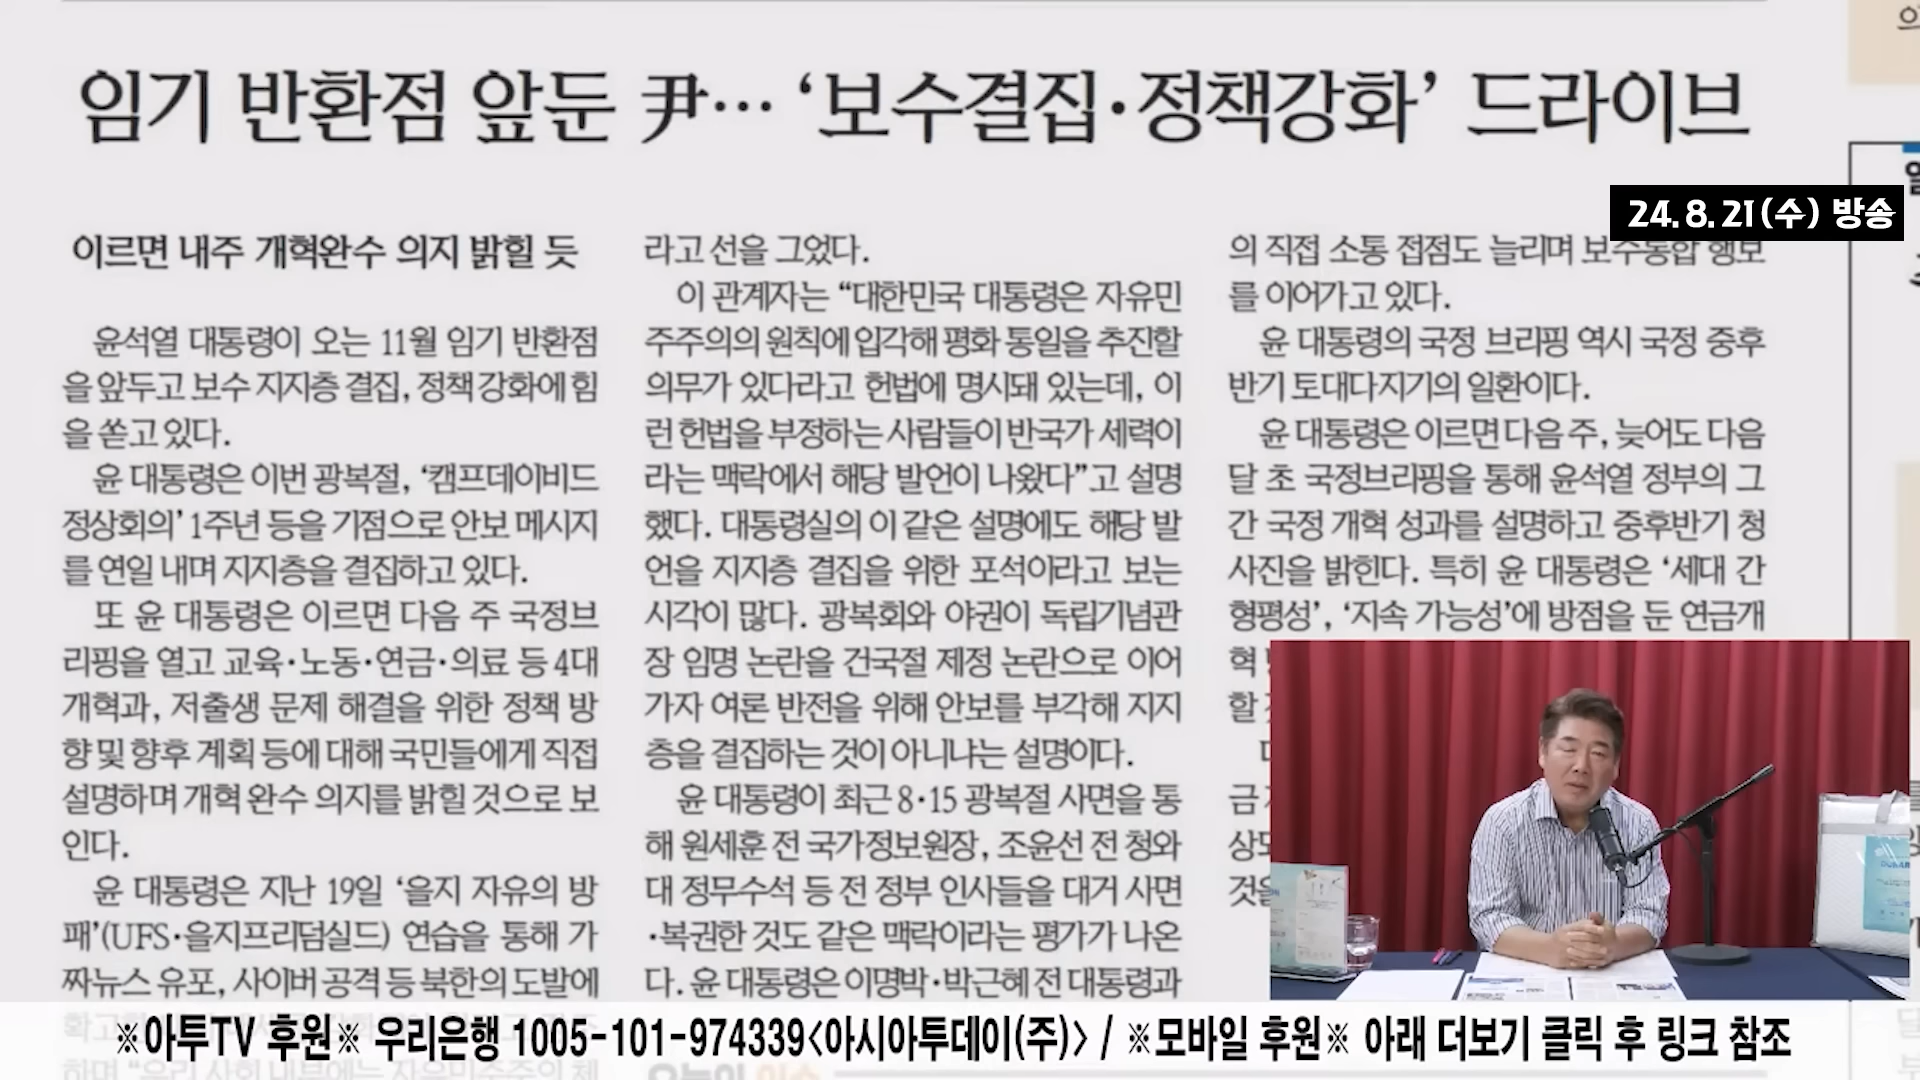 임기 반환점 앞둔 尹… ‘보수결집·정책강화’ 드라이브
24.8.21(수) 방송
이르면 내주 개혁완수 의지 밝힐 듯
윤석열 대통령이 오는 11월 임기 반환점
을 앞두고 보수 지지층 결집, 정책 강화에 힘
을 쏟고 있다.
윤 대통령은 이번 광복절, ‘캠프데이비드
정상회의’ 1주년 등을 기점으로 안보 메시지
를 연일 내며 지지층을 결집하고 있다.
또 윤 대통령은 이르면 다음 주 국정브
리핑을 열고 교육·노동·연금·의료 등 4대
개혁과, 저출생 문제 해결을 위한 정책 방
향 및 향후 계획 등에 대해 국민들에게 직접
설명하며 개혁 완수 의지를 밝힐 것으로 보
인다.
윤 대통령은 지난 19일 ‘을지 자유의 방
패’(UFS·을지프리덤실드) 연습을 통해 가
짜뉴스 유포, 사이버 공격 등 북한의 도발에
라고 선을 그었다.
이 관계자는 “대한민국 대통령은 자유민
주주의의 원칙에 입각해 평화 통일을 추진할
의무가 있다라고 헌법에 명시돼 있는데, 이
런 헌법을 부정하는 사람들이 반국가 세력이
라는 맥락에서 해당 발언이 나왔다”고 설명
했다. 대통령실의 이 같은 설명에도 해당 발
언을 지지층 결집을 위한 포석이라고 보는
시각이 많다. 광복회와 야권이 독립기념관
장 임명 논란을 건국절 제정 논란으로 이어
가자 여론 반전을 위해 안보를 부각해 지지
층을 결집하는 것이 아니냐는 설명이다.
윤 대통령이 최근 8·15 광복절 사면을 통
해 원세훈 전 국가정보원장, 조윤선 전 청와
대 정무수석 등 전 정부 인사들을 대거 사면
·복권한 것도 같은 맥락이라는 평가가 나온
다. 윤 대통령은 이명박·박근혜 전 대통령과
의 직접 소통 접점도 늘리며 보수통합 행보
를 이어가고 있다.
윤 대통령의 국정 브리핑 역시 국정 중후
반기 토대다지기의 일환이다.
윤 대통령은 이르면 다음 주, 늦어도 다음
달 초 국정브리핑을 통해 윤석열 정부의 그
간 국정 개혁 성과를 설명하고 중후반기 청
사진을 밝힌다. 특히 윤 대통령은 ‘세대 간
형평성’, ‘지속 가능성’에 방점을 둔 연금개
혁
할
금
상
것을
※아투TV 후원※ 우리은행 1005-101-974339<아시아투데이(주)> / ※모바일 후원※ 아래 더보기 클릭 후 링크 참조